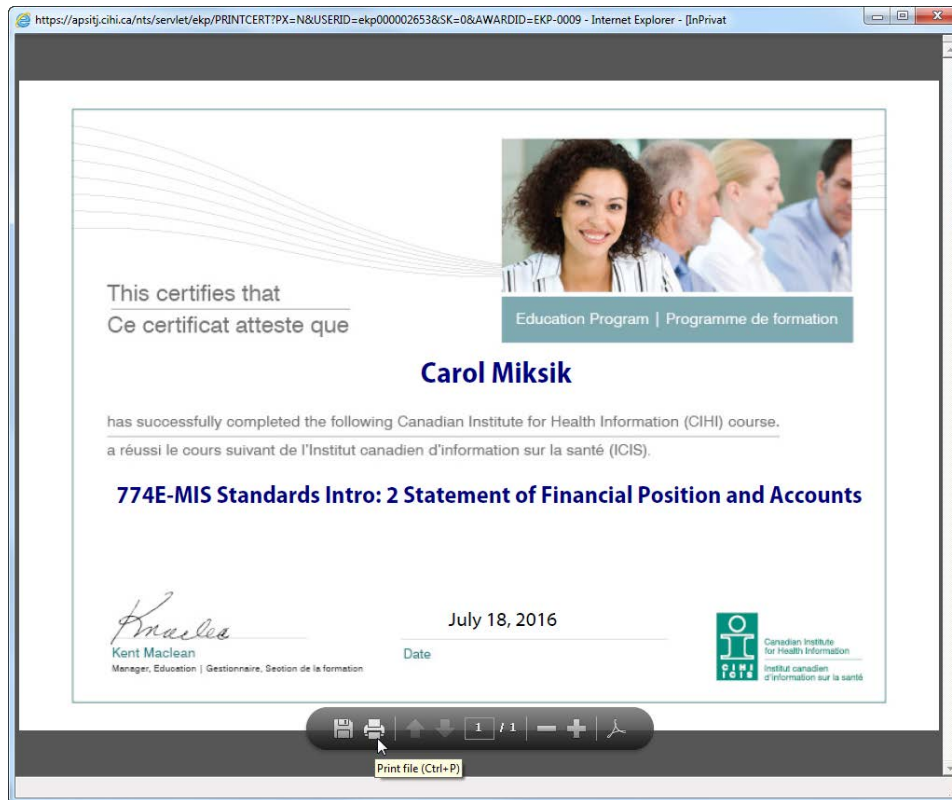 https://apsitj.cihi.ca/nts/servlet/ekp/PRINTCERT?PX=N&USERID=ekp000002653&SK=0&AWARDID=EKP-0009 - Internet Explorer - [InPrivat
This certifies that
Ce certificat atteste que
Education Program | Programme de formation
Carol Miksik
has successfully completed the following Canadian Institute for Health Information (CIHI) course.
a réussi le cours suivant de l'Institut canadien d'information sur la santé (ICIS).
774E-MIS Standards Intro: 2 Statement of Financial Position and Accounts
July 18, 2016
Kent Maclean
Date
Manager, Education | Gestionnaire, Section de la formation
Canadian Institute
for Health Information
CIHI
ICIS
Institut canadien
d'information sur la santé
1 / 1
Print file (Ctrl+P)